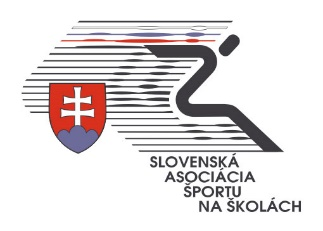 SLOVENSKÁ
ASOCIÁCIA
ŠPORTU
NA ŠKOLÁCH